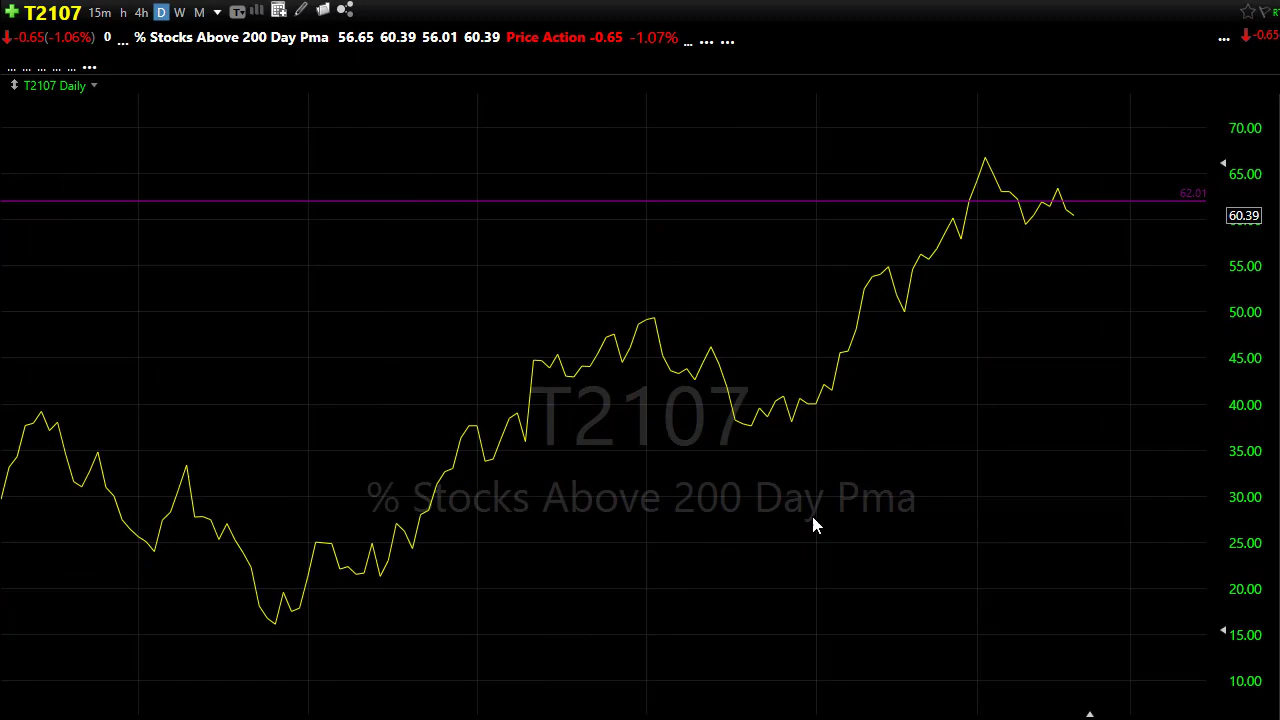 T2107 15m h 4h D W M T
-0.65(-1.06%) 0 ... % Stocks Above 200 Day Pma 56.65 60.39 56.01 60.39 Price Action -0.65 -1.07% ... ... ... ... -0.65
... ... ... ... ... ...
T2107 Daily
70.00
65.00
62.01
60.39
55.00
50.00
45.00
T2107
40.00
35.00
% Stocks Above 200 Day Pma
30.00
25.00
20.00
15.00
10.00